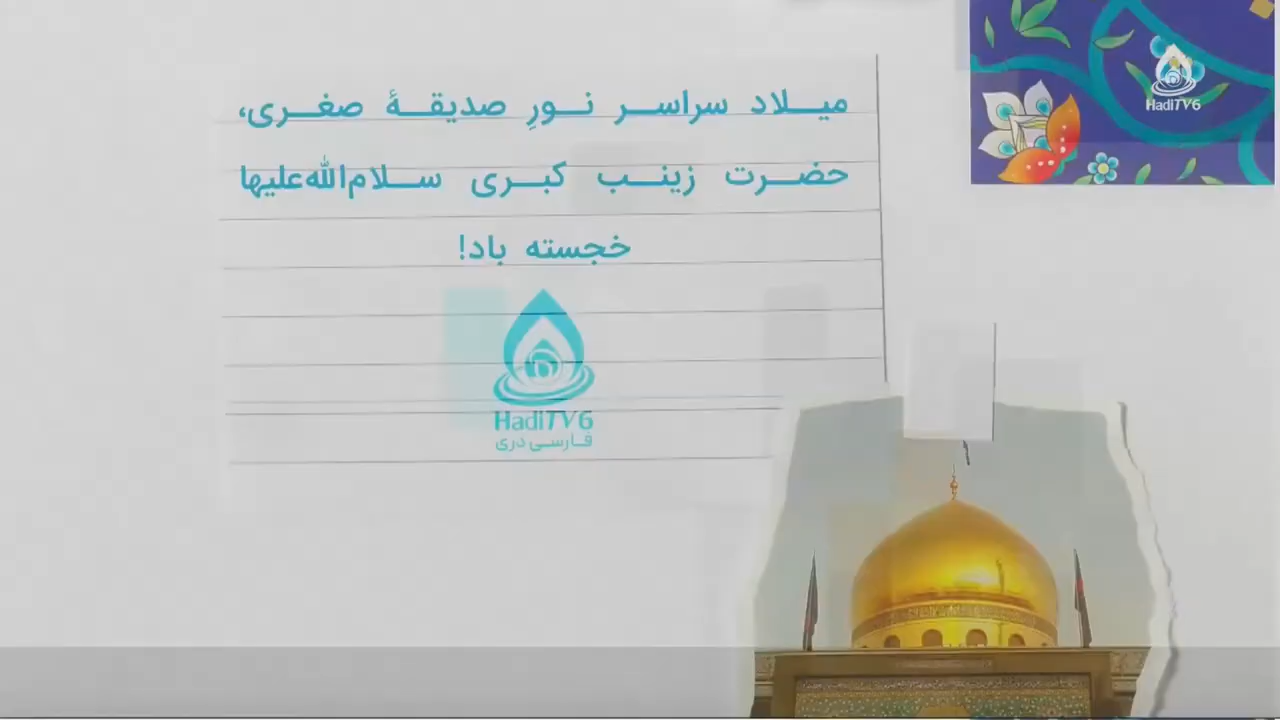 میلاد سراسر نورِ صدیقهٔ صغری،
حضرت زینب کبری سلام‌الله‌علیها
خجسته باد!
HadiTV6
فارسی دری
HadiTV6